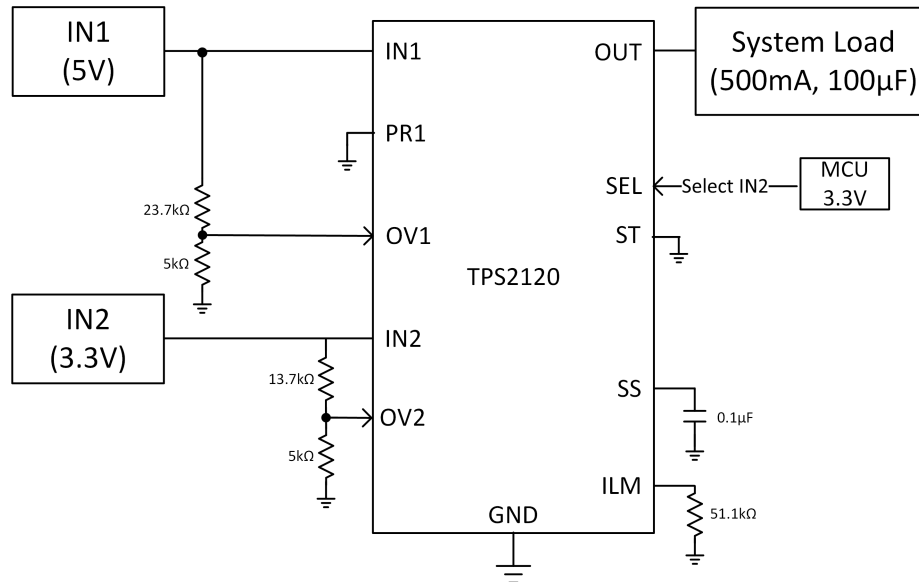 IN1
(5V)
IN1
OUT
System Load
(500mA, 100µF)
PR1
MCU
3.3V
SEL
Select IN2
23.7kΩ
OV1
ST
5kΩ
TPS2120
IN2
(3.3V)
IN2
13.7kΩ
SS
0.1µF
OV2
5kΩ
ILM
51.1kΩ
GND